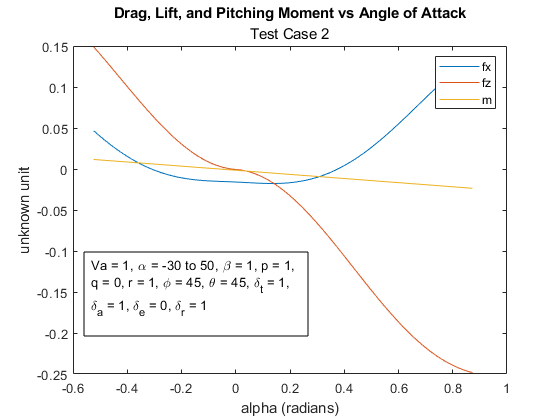 Drag, Lift, and Pitching Moment vs Angle of Attack
Test Case 2
fx
fz
m
0.15
0.1
0.05
0
-0.05
-0.1
-0.15
-0.2
-0.25
unknown unit
Va = 1, α = -30 to 50, β = 1, p = 1,
q = 0, r = 1, ϕ = 45, θ = 45, δt = 1,
δa = 1, δe = 0, δr = 1
-0.6 -0.4 -0.2 0 0.2 0.4 0.6 0.8 1
alpha (radians)